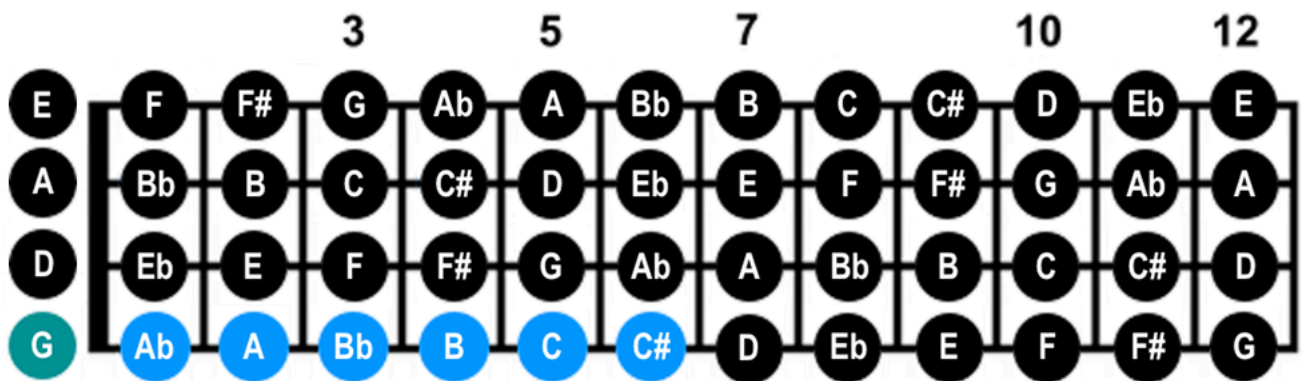 3 5 7 10 12
E F F# G Ab A Bb B C C# D Eb E
A Bb B C C# D Eb E F F# G Ab A
D Eb E F F# G Ab A Bb B C C# D
G Ab A Bb B C C# D Eb E F F# G